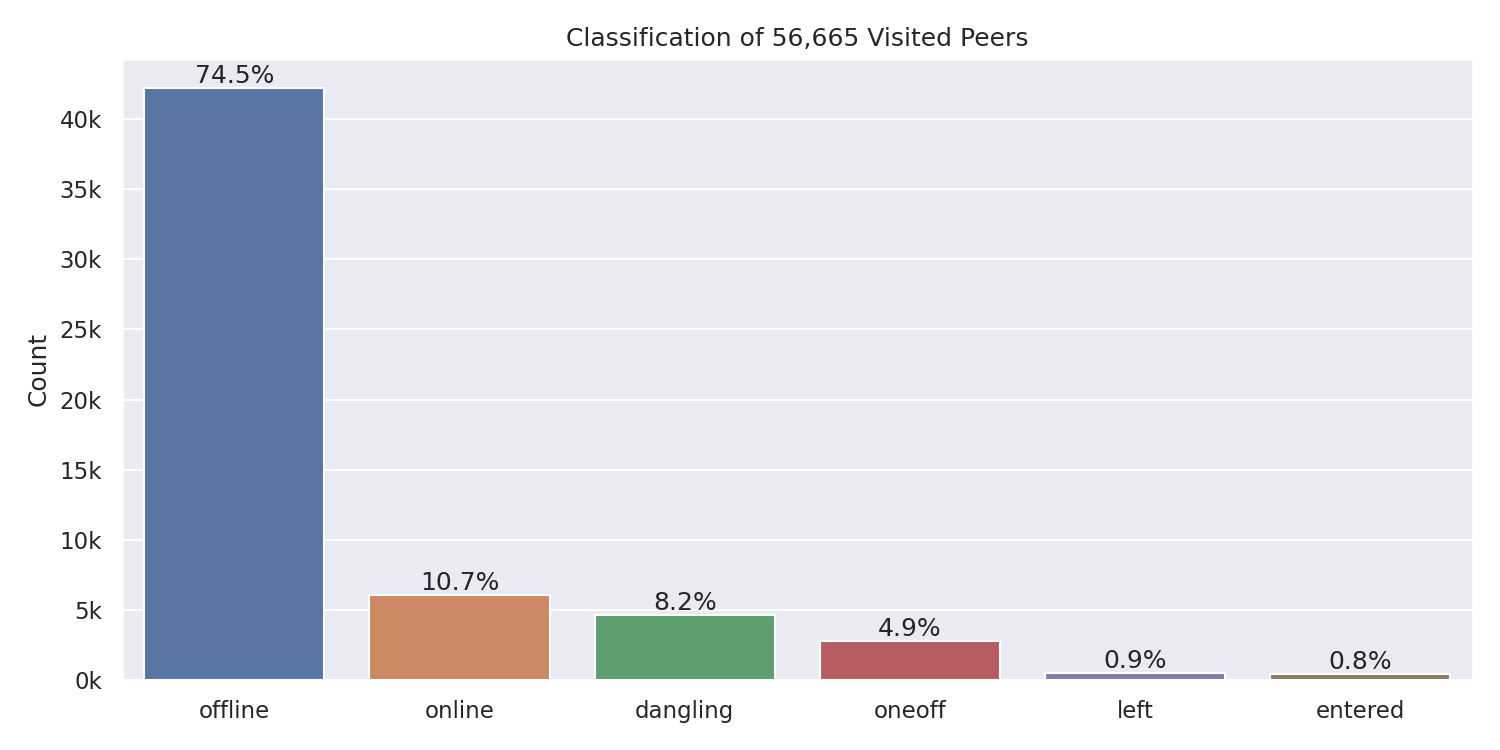 Classification of 56,665 Visited Peers
Count
40k
35k
30k
25k
20k
15k
10k
5k
0k
74.5%
10.7%
8.2%
4.9%
0.9%
0.8%
offline
online
dangling
oneoff
left
entered